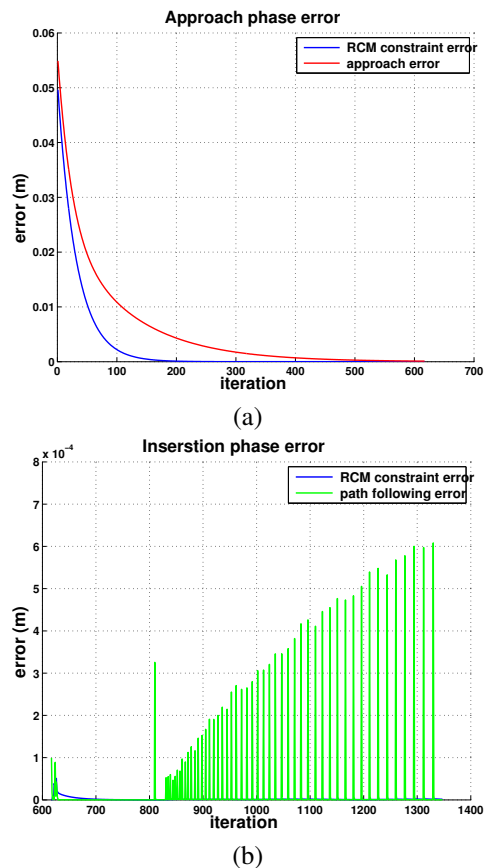 Approach phase error
0.06
0.05
0.04
0.03
0.02
0.01
0
error (m)
RCM constraint error
approach error
0 100 200 300 400 500 600 700
iteration
(a)
Inserstion phase error
x 10⁻⁴
8
7
6
5
4
3
2
1
0
error (m)
RCM constraint error
path following error
600 700 800 900 1000 1100 1200 1300 1400
iteration
(b)